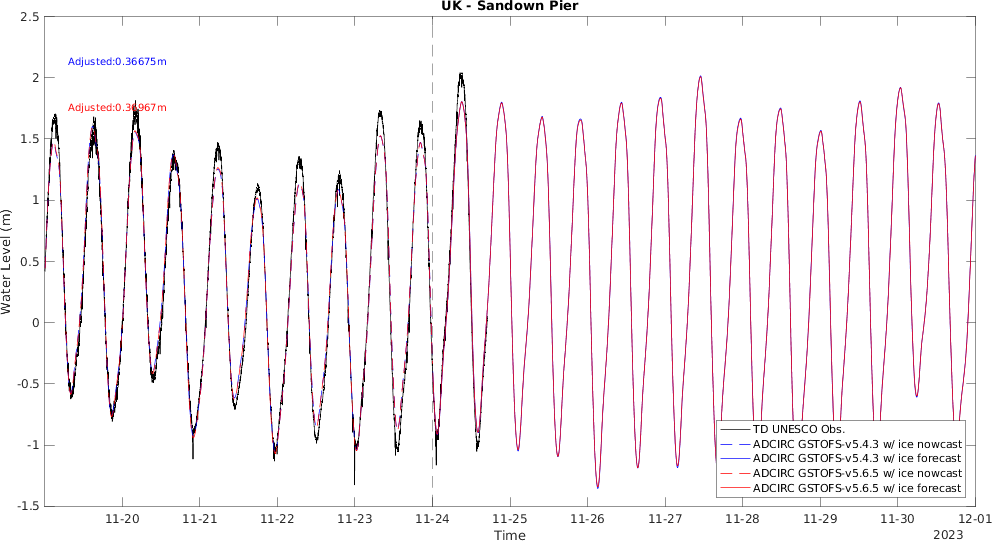 UK - Sandown Pier
2.5
2
1.5
1
0.5
0
-0.5
-1
-1.5
Water Level (m)
Adjusted:0.36675m
Adjusted:0.36967m
TD UNESCO Obs.
ADCIRC GSTOFS-v5.4.3 w/ ice nowcast
ADCIRC GSTOFS-v5.4.3 w/ ice forecast
ADCIRC GSTOFS-v5.6.5 w/ ice nowcast
ADCIRC GSTOFS-v5.6.5 w/ ice forecast
11-20 11-21 11-22 11-23 11-24 11-25 11-26 11-27 11-28 11-29 11-30 12-01
Time
2023